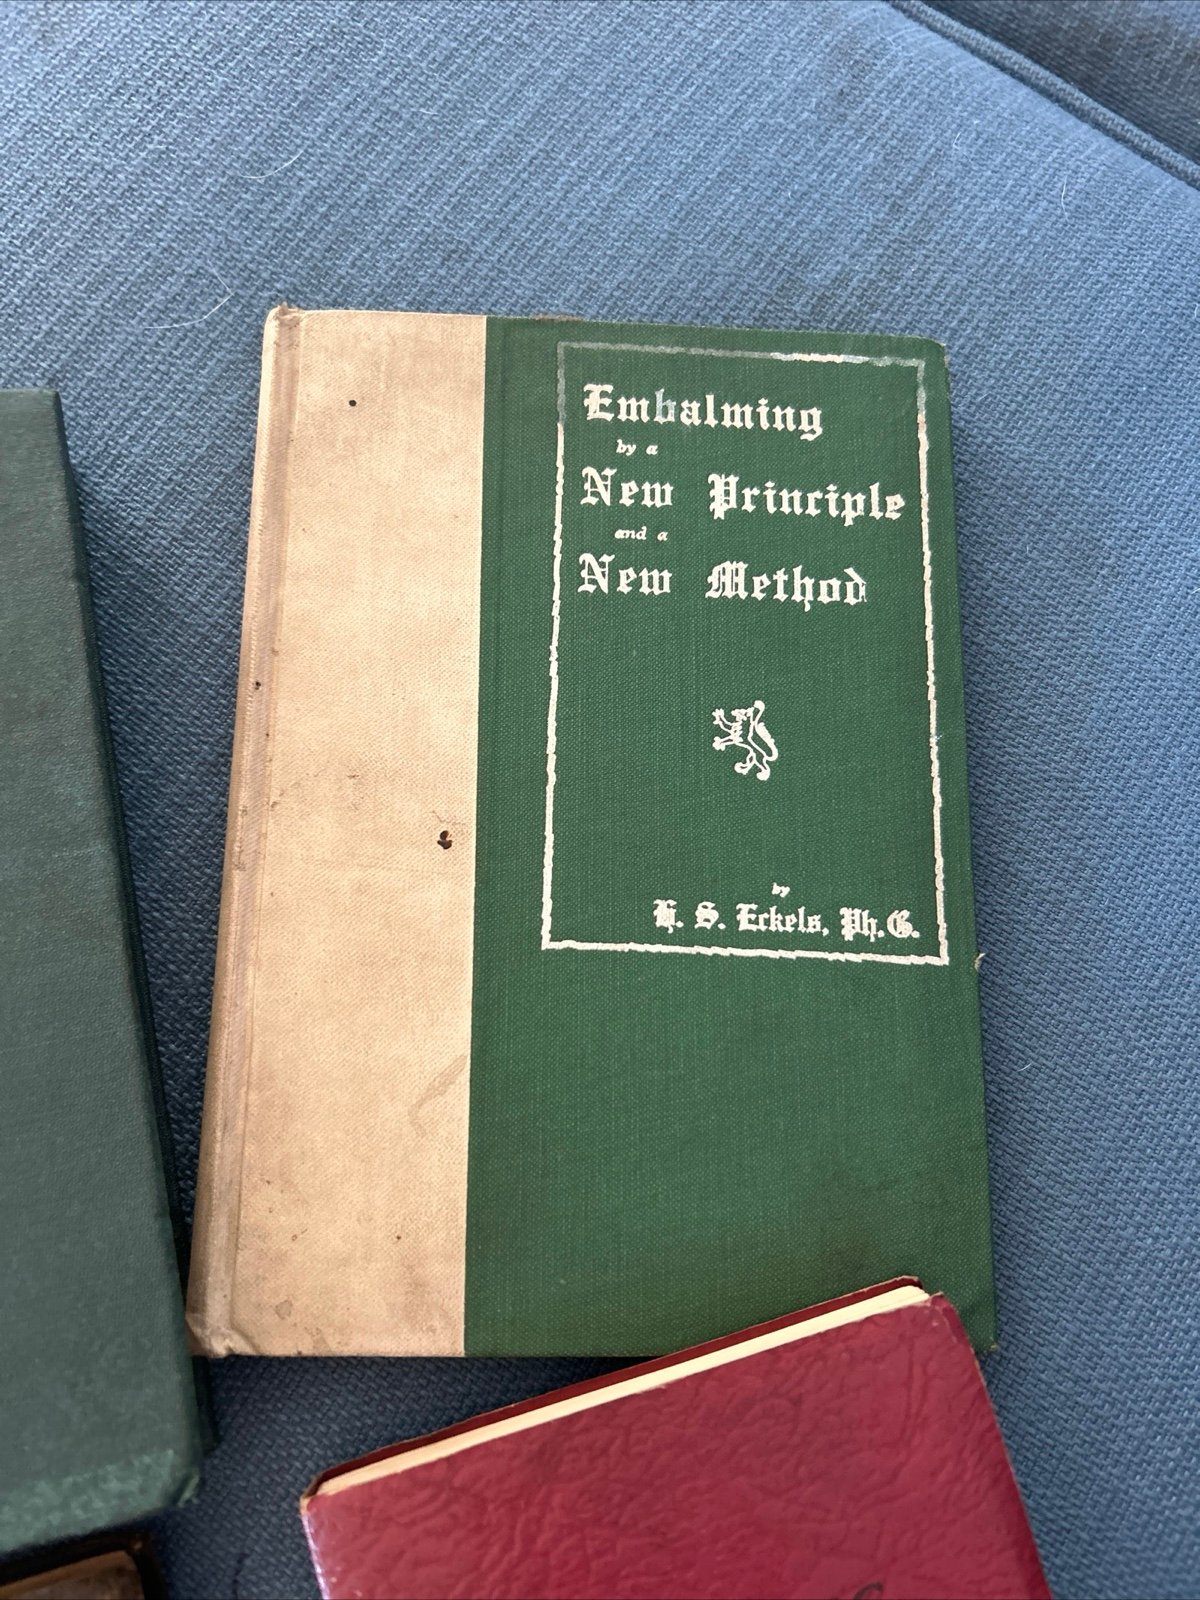 Embalming
by a
New Principle
and a
New Method
by
H. S. Eckels, Ph. G.